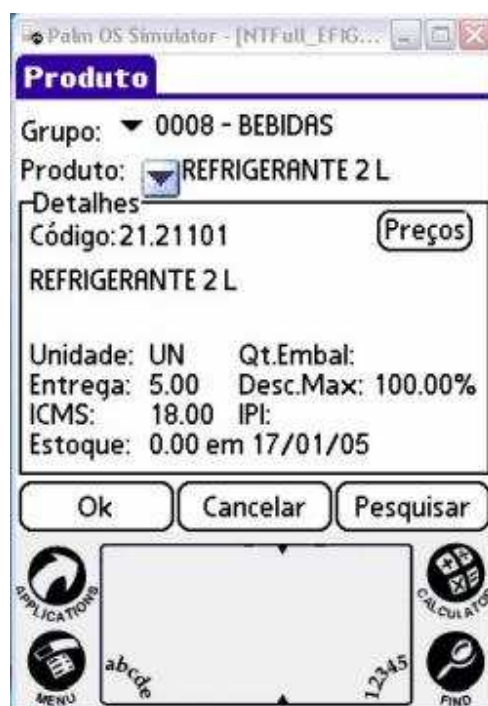 Palm OS Simulator - [NTFull_EFIG...
Produto
Grupo: 0008 - BEBIDAS
Produto: REFRIGERANTE 2 L
Detalhes
Código: 21.21101
Preços
REFRIGERANTE 2 L
Unidade: UN Qt.Embal:
Entrega: 5.00 Desc.Max: 100.00%
ICMS: 18.00 IPI:
Estoque: 0.00 em 17/01/05
Ok Cancelar Pesquisar
APPLICATIONS
CALCULATOR
abcde
12345
MENU
FIND